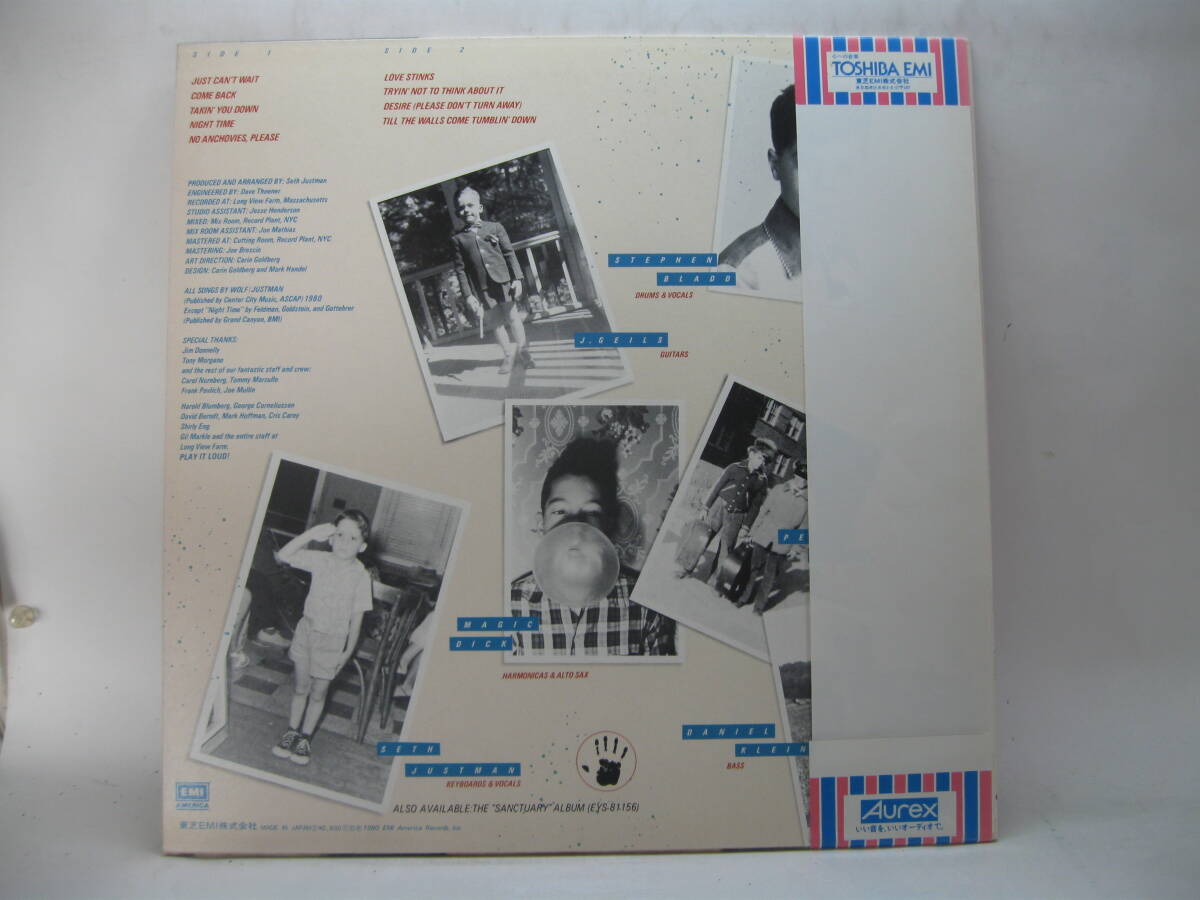 SIDE 1
JUST CAN'T WAIT
COME BACK
TAKIN' YOU DOWN
NIGHT TIME
NO ANCHOVIES, PLEASE
SIDE 2
LOVE STINKS
TRYIN' NOT TO THINK ABOUT IT
DESIRE (PLEASE DON'T TURN AWAY)
TILL THE WALLS COME TUMBLIN' DOWN
PRODUCED AND ARRANGED BY: Seth Justman
ENGINEERED BY: Dave Thoener
RECORDED AT: Long View Farm, Massachusetts
STUDIO ASSISTANT: Jesse Henderson
MIXED: Mix Room, Record Plant, NYC
MIX ROOM ASSISTANT: Jon Mathias
MASTERED AT: Cutting Room, Record Plant, NYC
MASTERING: Joe Brescio
ART DIRECTION: Carin Goldberg
DESIGN: Carin Goldberg and Mark Handel
ALL SONGS BY WOLF/JUSTMAN
(Published by Center City Music, ASCAP) 1980
Except "Night Time" by Feldman, Goldstein, and Gottehrer
(Published by Grand Canyon, BMI)
SPECIAL THANKS:
Jim Donnelly
Tony Morgano
and the rest of our fantastic staff and crew:
Carol Nurnberg, Tommy Marzullo
Frank Pavlich, Joe Mullin
Harold Blumberg, George Corneliussen
David Berndt, Mark Hoffman, Cric Carey
Shirly Eng
Gil Markle and the entire staff at
Long View Farm.
PLAY IT LOUD!
STEPHEN
BLADD
DRUMS & VOCALS
J. GEILS
GUITARS
PE
MAGIC
DICK
HARMONICAS & ALTO SAX
DANIEL
KLEIN
BASS
SETH
JUSTMAN
KEYBOARDS & VOCALS
ALSO AVAILABLE:THE "SANCTUARY" ALBUM (EYS-81156)
EMI
AMERICA
東芝EMI株式会社 MADE IN JAPAN
1980 EMI America Records, Inc
TOSHIBA EMI
東芝EMI株式会社
Aurex
いい音を、いいオーディオで。